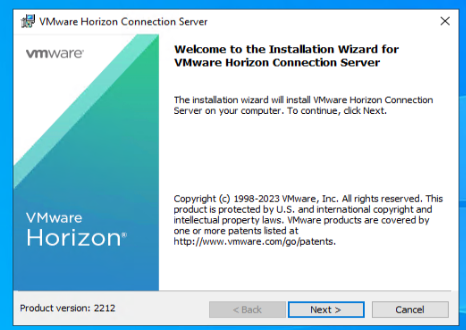 VMware Horizon Connection Server
vmware®
Welcome to the Installation Wizard for
VMware Horizon Connection Server
The installation wizard will install VMware Horizon Connection
Server on your computer. To continue, click Next.
Copyright (c) 1998-2023 VMware, Inc. All rights reserved. This
product is protected by U.S. and international copyright and
intellectual property laws. VMware products are covered by
one or more patents listed at
http://www.vmware.com/go/patents.
VMware
Horizon®
Product version: 2212
< Back
Next >
Cancel